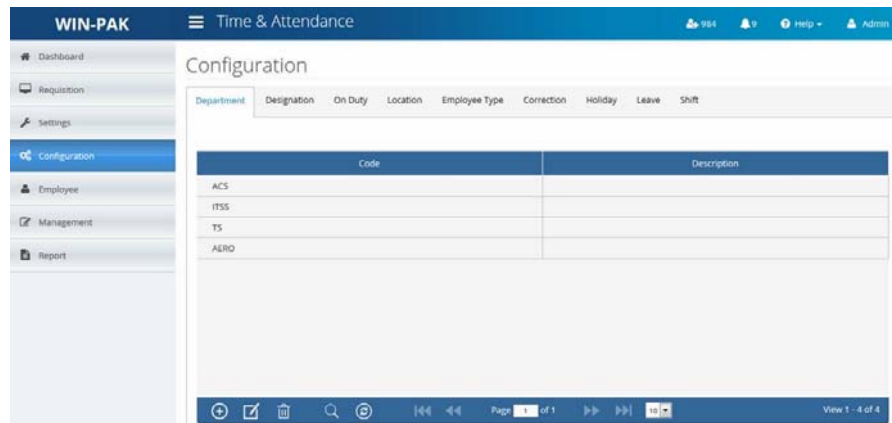 WIN-PAK
Time & Attendance
984
9
Help
Admin
Dashboard
Requisition
Settings
Configuration
Employee
Management
Report
Configuration
Department Designation On Duty Location Employee Type Correction Holiday Leave Shift
Code Description
ACS
ITSS
TS
AERO
Page 1 of 1
10
View 1 - 4 of 4